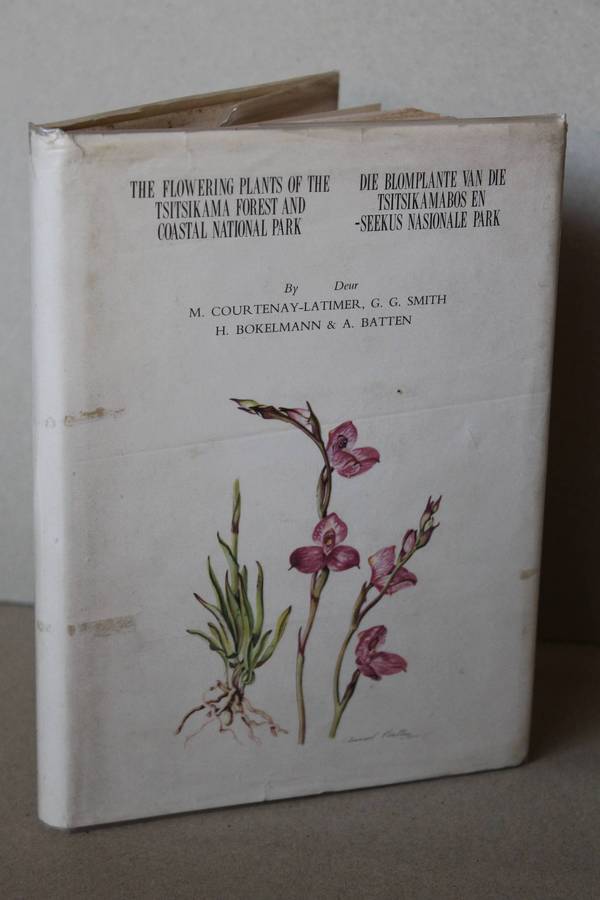 THE FLOWERING PLANTS OF THE
TSITSIKAMA FOREST AND
COASTAL NATIONAL PARK
DIE BLOMPLANTE VAN DIE
TSITSIKAMABOS EN
-SEEKUS NASIONALE PARK
By Deur
M. COURTENAY-LATIMER, G. G. SMITH
H. BOKELMANN & A. BATTEN